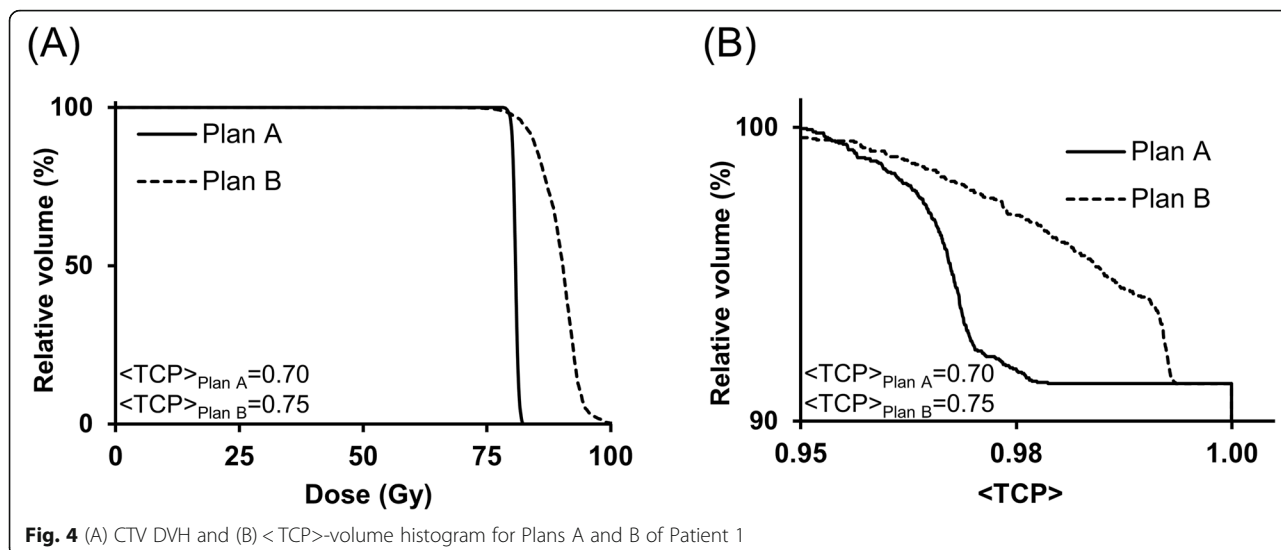 (A)
100
Plan A
Plan B
50
0
Relative volume (%)
<TCP>Plan A=0.70
<TCP>Plan B=0.75
0 25 50 75 100
Dose (Gy)
(B)
100
Plan A
Plan B
90
Relative volume (%)
<TCP>Plan A=0.70
<TCP>Plan B=0.75
0.95 0.98 1.00
<TCP>
Fig. 4 (A) CTV DVH and (B) < TCP>-volume histogram for Plans A and B of Patient 1